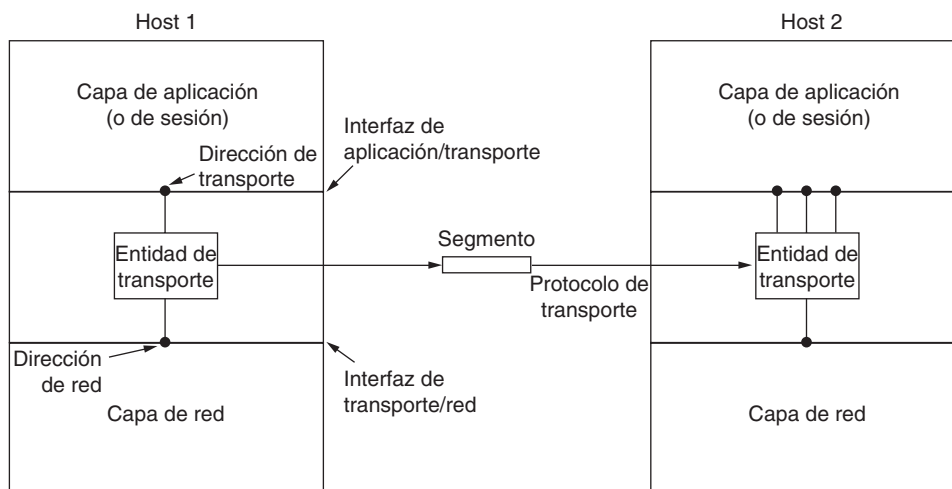 Host 1
Host 2
Capa de aplicación
(o de sesión)
Capa de aplicación
(o de sesión)
Interfaz de
aplicación/transporte
Dirección de
transporte
Entidad de
transporte
Segmento
Protocolo de
transporte
Entidad de
transporte
Dirección
de red
Interfaz de
transporte/red
Capa de red
Capa de red